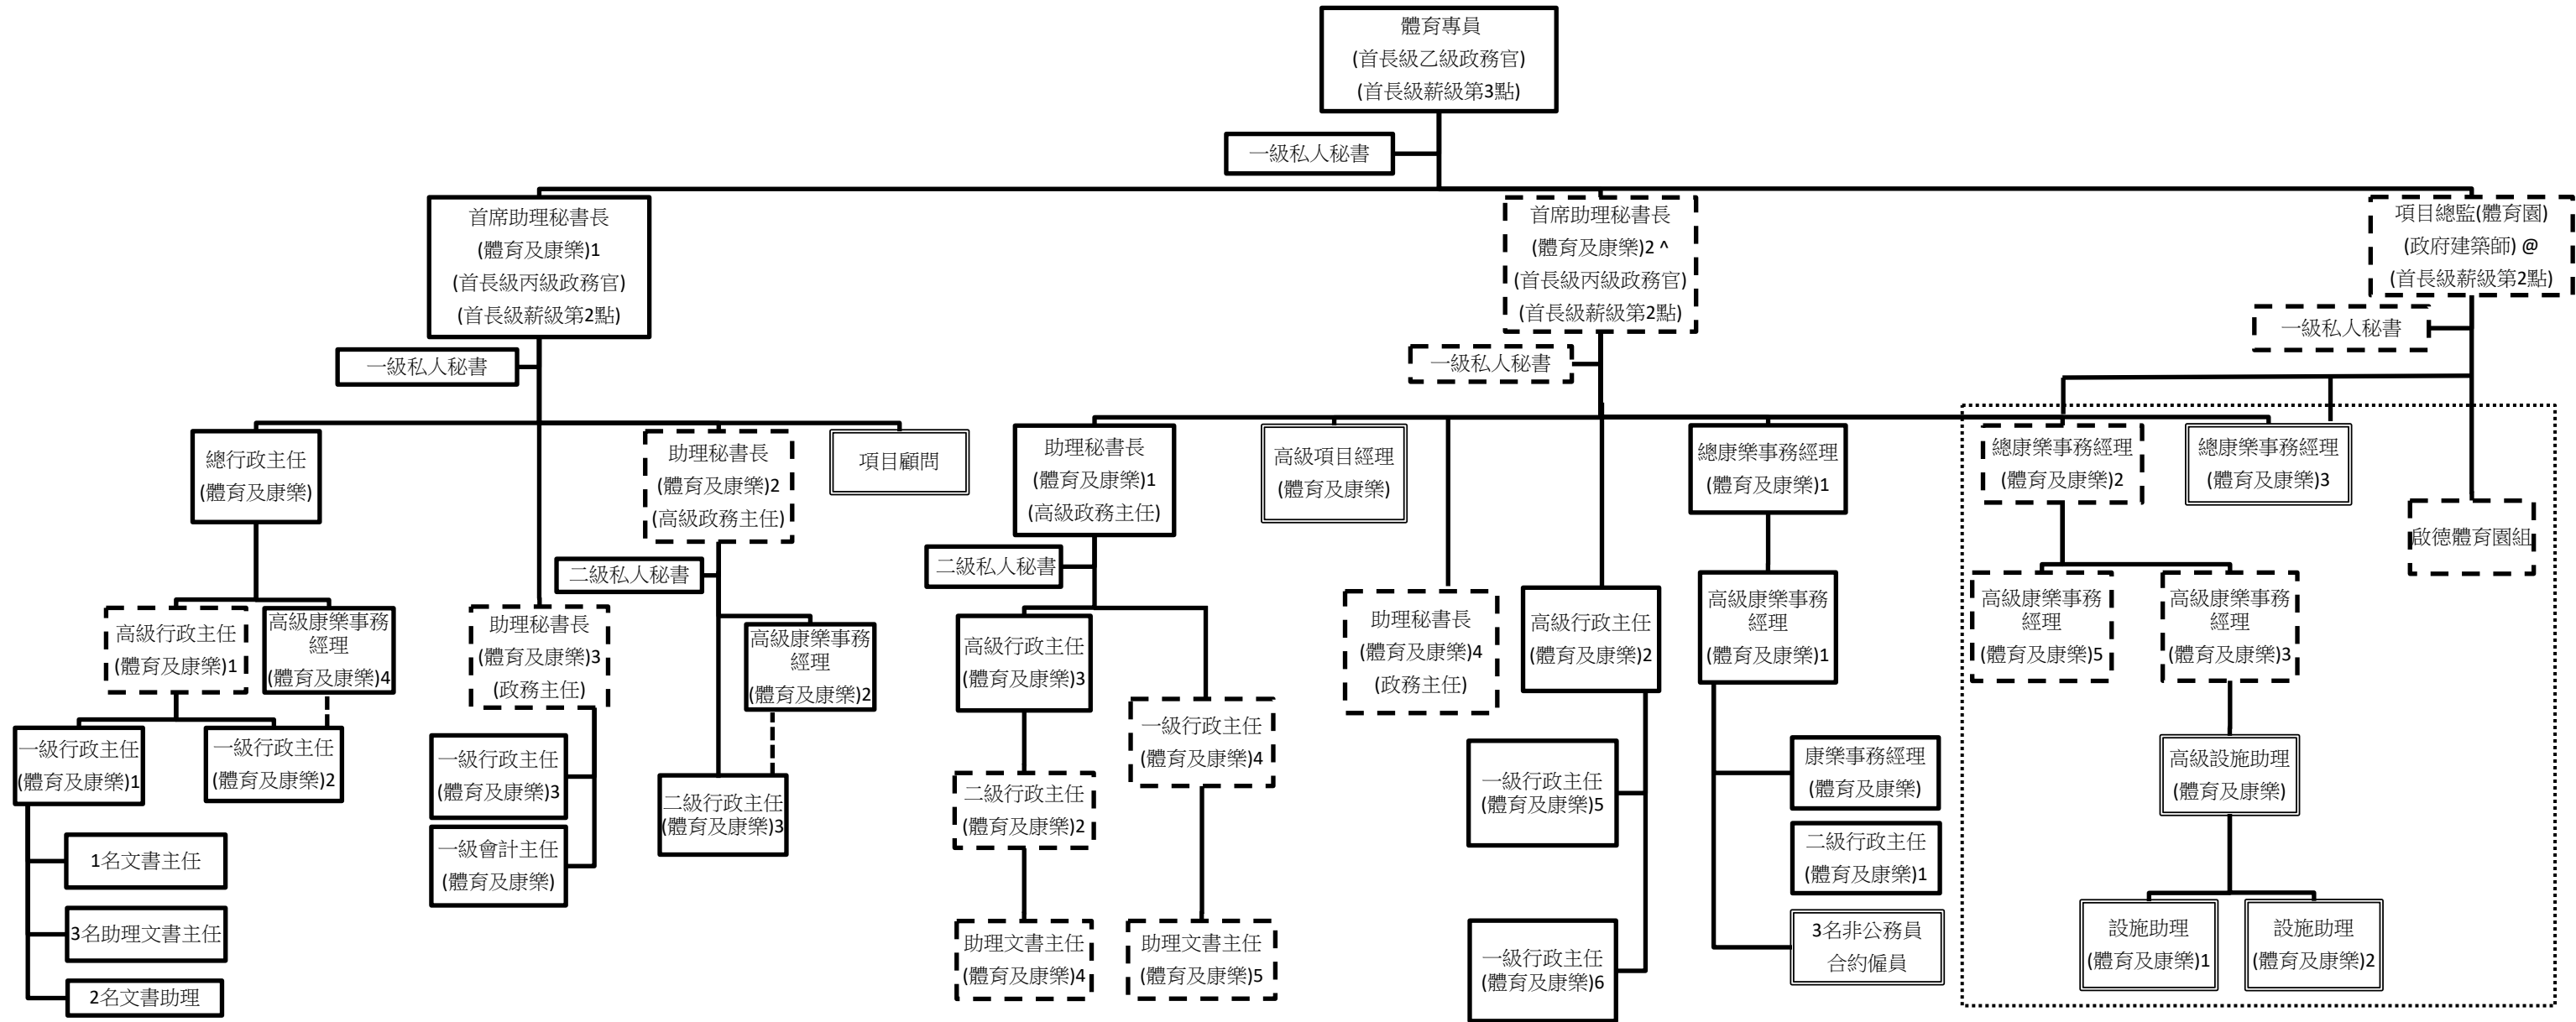 體育專員
(首長級乙級政務官)
(首長級薪級第3點)
一級私人秘書
首席助理秘書長
(體育及康樂)1
(首長級丙級政務官)
(首長級薪級第2點)
首席助理秘書長
(體育及康樂)2 ^
(首長級丙級政務官)
(首長級薪級第2點)
項目總監(體育園)
(政府建築師) @
(首長級薪級第2點)
一級私人秘書
一級私人秘書
一級私人秘書
總行政主任
(體育及康樂)
助理秘書長
(體育及康樂)2
(高級政務主任)
項目顧問
助理秘書長
(體育及康樂)1
(高級政務主任)
高級項目經理
(體育及康樂)
總康樂事務經理
(體育及康樂)1
總康樂事務經理
(體育及康樂)2
總康樂事務經理
(體育及康樂)3
啟德體育園組
二級私人秘書
二級私人秘書
高級行政主任
(體育及康樂)1
高級康樂事務
經理
(體育及康樂)4
助理秘書長
(體育及康樂)3
(政務主任)
高級康樂事務
經理
(體育及康樂)2
高級行政主任
(體育及康樂)3
一級行政主任
(體育及康樂)4
助理秘書長
(體育及康樂)4
(政務主任)
高級行政主任
(體育及康樂)2
高級康樂事務
經理
(體育及康樂)1
高級康樂事務
經理
(體育及康樂)5
高級康樂事務
經理
(體育及康樂)3
一級行政主任
(體育及康樂)1
一級行政主任
(體育及康樂)2
一級行政主任
(體育及康樂)3
一級會計主任
(體育及康樂)
二級行政主任
(體育及康樂)3
二級行政主任
(體育及康樂)2
一級行政主任
(體育及康樂)5
康樂事務經理
(體育及康樂)
二級行政主任
(體育及康樂)1
高級設施助理
(體育及康樂)
1名文書主任
3名助理文書主任
2名文書助理
助理文書主任
(體育及康樂)4
助理文書主任
(體育及康樂)5
一級行政主任
(體育及康樂)6
3名非公務員
合約僱員
設施助理
(體育及康樂)1
設施助理
(體育及康樂)2